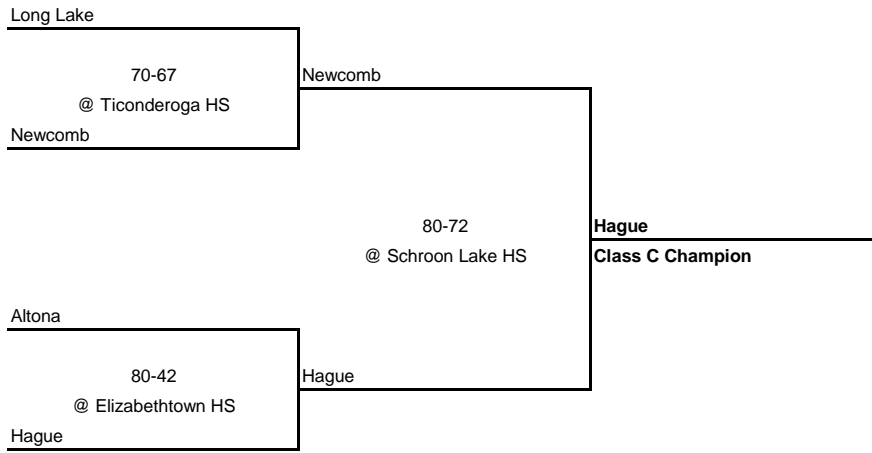 Long Lake
70-67
@ Ticonderoga HS
Newcomb
Newcomb
80-72
@ Schroon Lake HS
Hague
Class C Champion
Altona
80-42
@ Elizabethtown HS
Hague
Hague